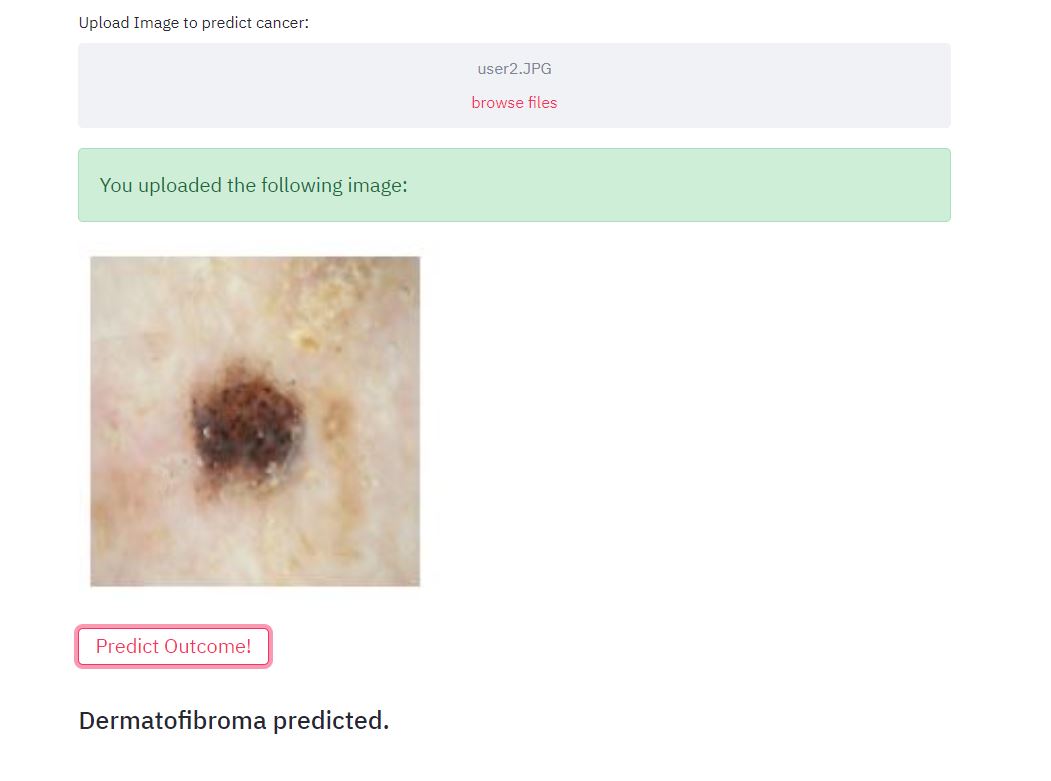 Upload Image to predict cancer:
user2.JPG
browse files
You uploaded the following image:
Predict Outcome!
Dermatofibroma predicted.